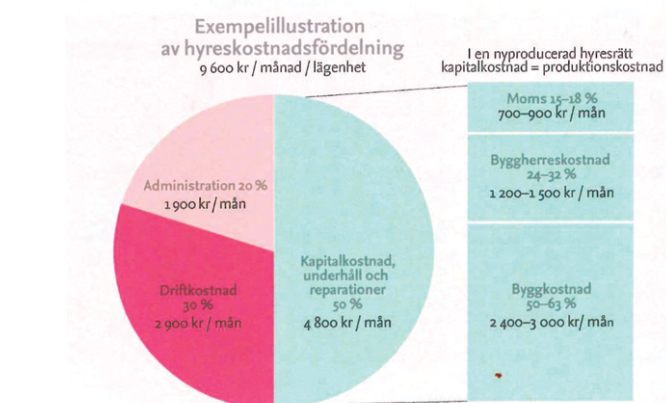 Exempelillustration
av hyreskostnadsfördelning
9 600 kr / månad / lägenhet
I en nyproducerad hyresrätt
kapitalkostnad = produktionskostnad
Moms 15–18 %
700–900 kr / mån
Byggherreskostnad
24–32 %
1 200–1 500 kr / mån
Administration 20 %
1 900 kr / mån
Kapitalkostnad,
underhåll och
reparationer
50 %
4 800 kr / mån
Driftkostnad
30 %
2 900 kr / mån
Byggkostnad
50–63 %
2 400–3 000 kr/ mån